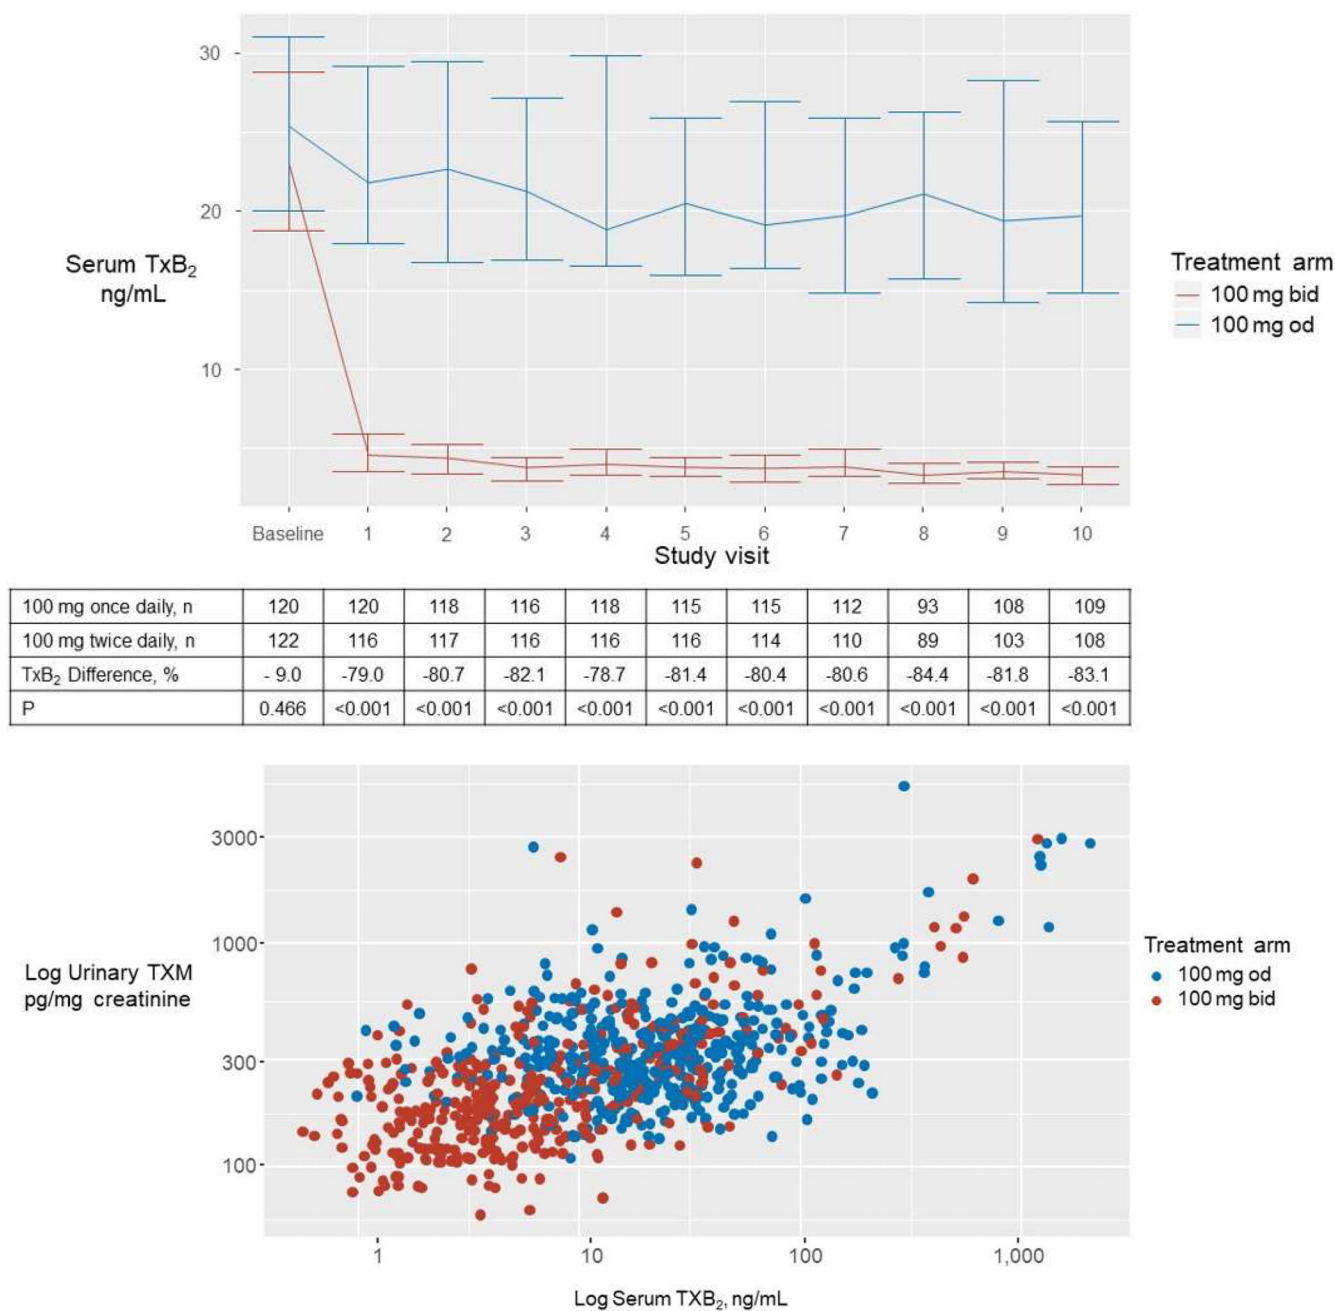 30
20
10
Serum TxB₂
ng/mL
Treatment arm
100 mg bid
100 mg od
Baseline 1 2 3 4 5 6 7 8 9 10
Study visit
100 mg once daily, n 120 120 118 116 118 115 115 112 93 108 109
100 mg twice daily, n 122 116 117 116 116 116 114 110 89 103 108
TxB₂ Difference, % - 9.0 -79.0 -80.7 -82.1 -78.7 -81.4 -80.4 -80.6 -84.4 -81.8 -83.1
P 0.466 <0.001 <0.001 <0.001 <0.001 <0.001 <0.001 <0.001 <0.001 <0.001 <0.001
3000
1000
300
100
Log Urinary TXM
pg/mg creatinine
Treatment arm
100 mg od
100 mg bid
1 10 100 1,000
Log Serum TXB₂, ng/mL